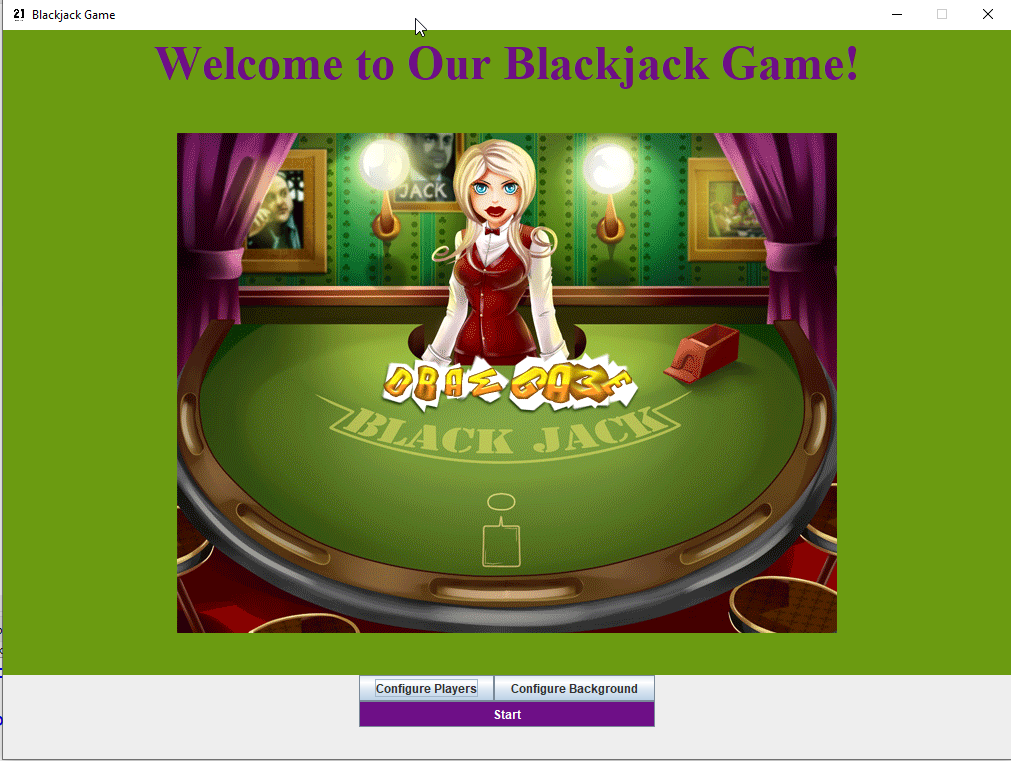 21 Blackjack Game
Welcome to Our Blackjack Game!
JACK
DRAW GAME
BLACK JACK
Configure Players
Configure Background
Start